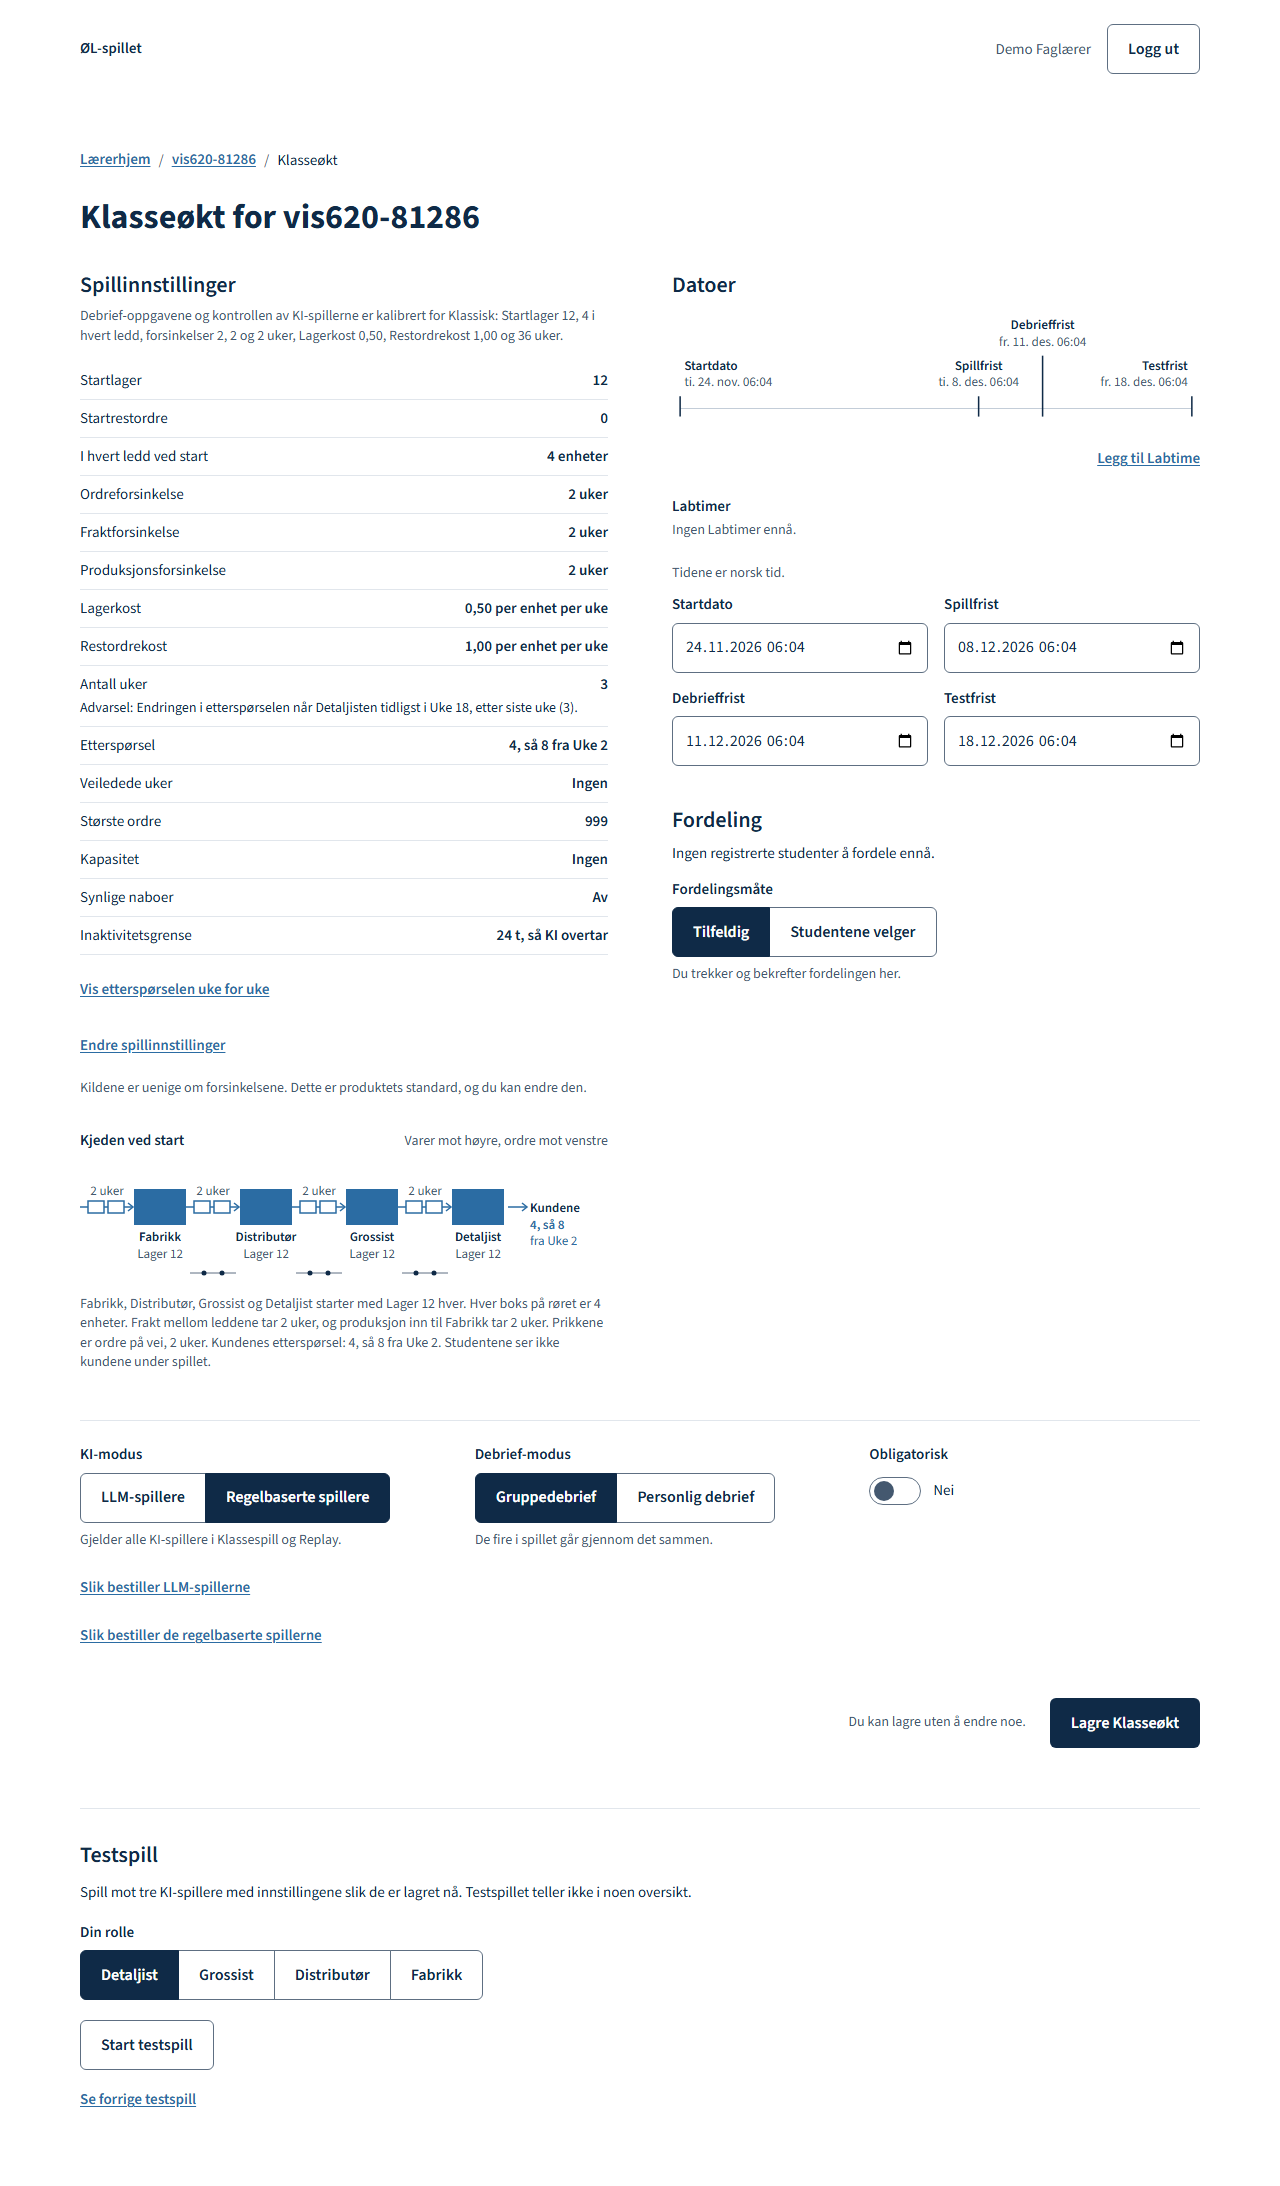 ØL-spillet
Demo Faglærer
Logg ut
Lærerhjem / vis620-81286 / Klasseøkt
Klasseøkt for vis620-81286
Spillinnstillinger
Debrief-oppgavene og kontrollen av KI-spillerne er kalibrert for Klassisk: Startlager 12, 4 i
hvert ledd, forsinkelser 2, 2 og 2 uker, Lagerkost 0,50, Restordrekost 1,00 og 36 uker.
Startlager 12
Startrestordre 0
I hvert ledd ved start 4 enheter
Ordreforsinkelse 2 uker
Fraktforsinkelse 2 uker
Produksjonsforsinkelse 2 uker
Lagerkost 0,50 per enhet per uke
Restordrekost 1,00 per enhet per uke
Antall uker 3
Advarsel: Endringen i etterspørselen når Detaljisten tidligst i Uke 18, etter siste uke (3).
Etterspørsel 4, så 8 fra Uke 2
Veiledede uker Ingen
Største ordre 999
Kapasitet Ingen
Synlige naboer Av
Inaktivitetsgrense 24 t, så KI overtar
Vis etterspørselen uke for uke
Endre spillinnstillinger
Kildene er uenige om forsinkelsene. Dette er produktets standard, og du kan endre den.
Kjeden ved start Varer mot høyre, ordre mot venstre
2 uker 2 uker 2 uker 2 uker
Kundene
4, så 8
fra Uke 2
Fabrikk Distributør Grossist Detaljist
Lager 12 Lager 12 Lager 12 Lager 12
Fabrikk, Distributør, Grossist og Detaljist starter med Lager 12 hver. Hver boks på røret er 4
enheter. Frakt mellom leddene tar 2 uker, og produksjon inn til Fabrikk tar 2 uker. Prikkene
er ordre på vei, 2 uker. Kundenes etterspørsel: 4, så 8 fra Uke 2. Studentene ser ikke
kundene under spillet.
Datoer
Debrieffrist
fr. 11. des. 06:04
Startdato Spillfrist Testfrist
ti. 24. nov. 06:04 ti. 8. des. 06:04 fr. 18. des. 06:04
Legg til Labtime
Labtimer
Ingen Labtimer ennå.
Tidene er norsk tid.
Startdato Spillfrist
24.11.2026 06:04 08.12.2026 06:04
Debrieffrist Testfrist
11.12.2026 06:04 18.12.2026 06:04
Fordeling
Ingen registrerte studenter å fordele ennå.
Fordelingsmåte
Tilfeldig Studentene velger
Du trekker og bekrefter fordelingen her.
KI-modus
LLM-spillere Regelbaserte spillere
Gjelder alle KI-spillere i Klassespill og Replay.
Slik bestiller LLM-spillerne
Slik bestiller de regelbaserte spillerne
Debrief-modus
Gruppedebrief Personlig debrief
De fire i spillet går gjennom det sammen.
Obligatorisk
Nei
Du kan lagre uten å endre noe.
Lagre Klasseøkt
Testspill
Spill mot tre KI-spillere med innstillingene slik de er lagret nå. Testspillet teller ikke i noen oversikt.
Din rolle
Detaljist Grossist Distributør Fabrikk
Start testspill
Se forrige testspill